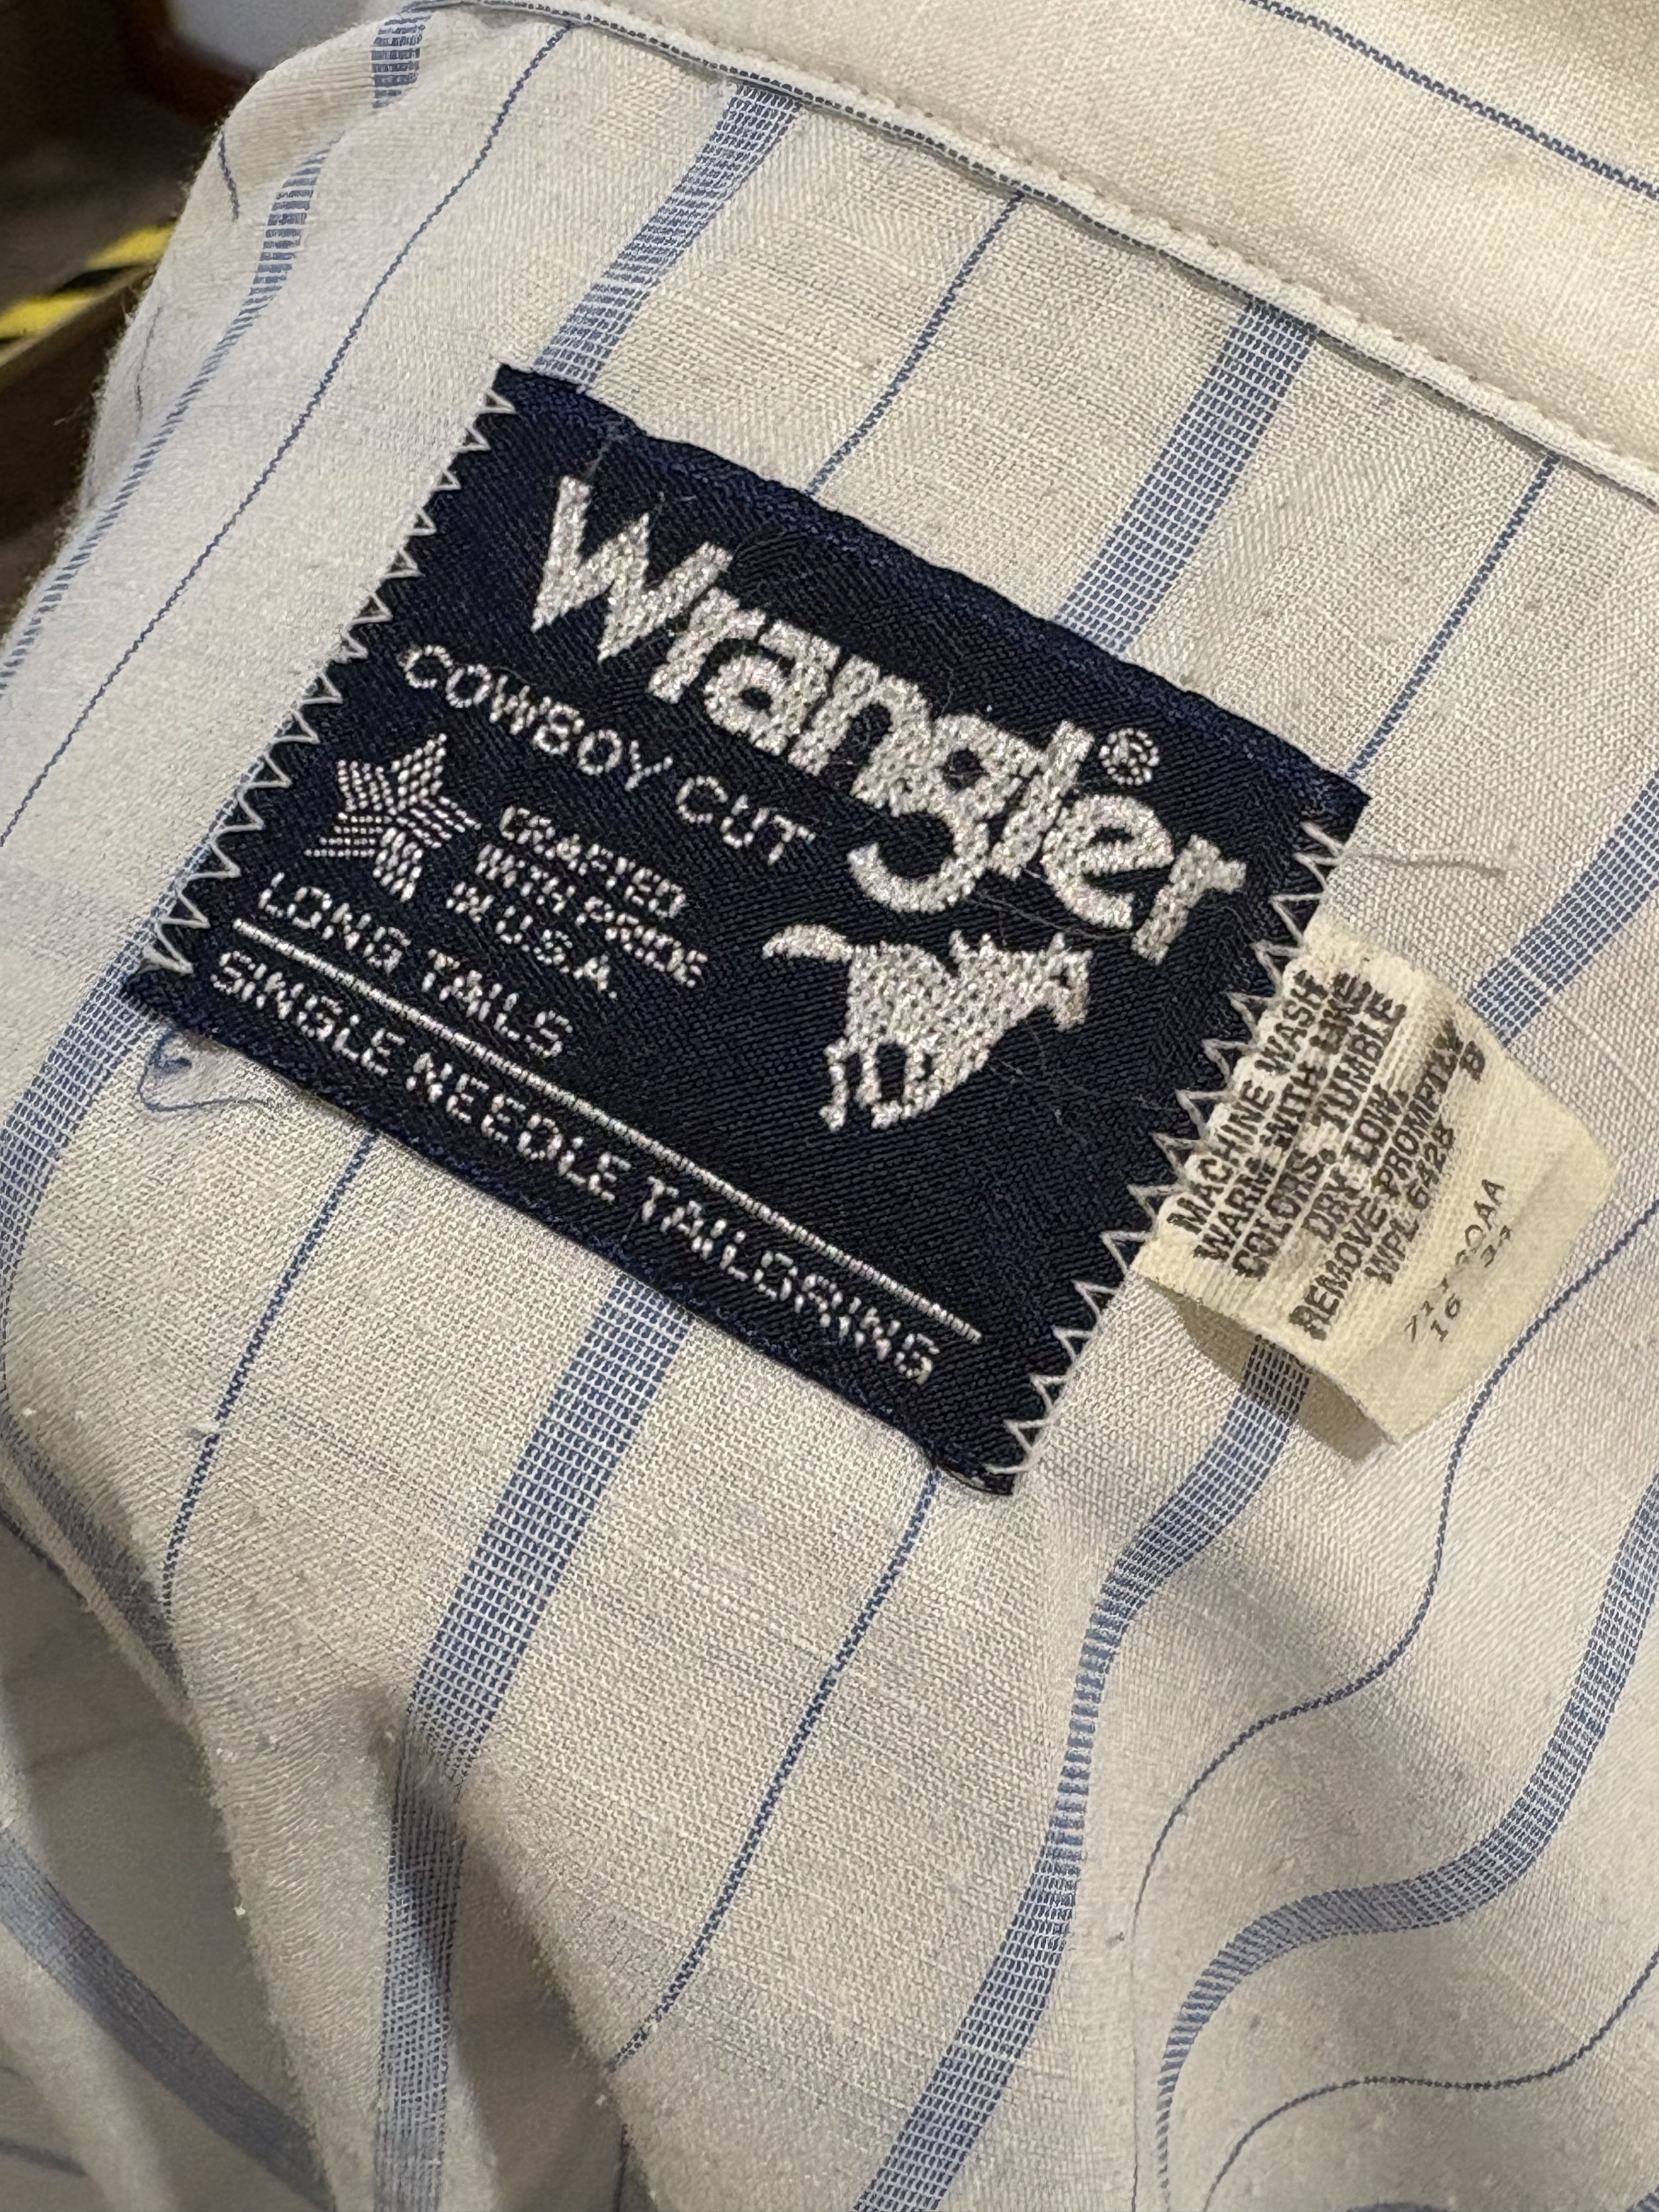 Wrangler®
COWBOY CUT
CRAFTED
WITH PRIDE
IN U.S.A.
LONG TAILS
SINGLE NEEDLE TAILORING
MACHINE WASH
WARM WITH LIKE
COLORS. TUMBLE
DRY LOW.
REMOVE PROMPTLY
WPL 6428 B
16